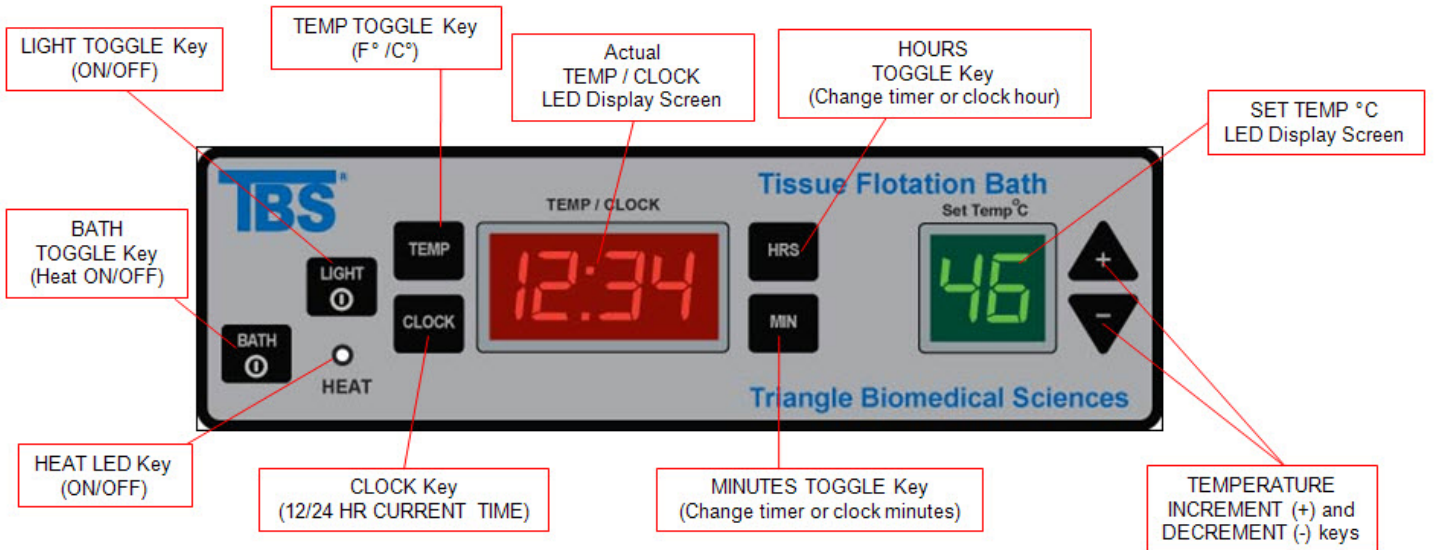 LIGHT TOGGLE Key
(ON/OFF)
TEMP TOGGLE Key
(F° /C°)
Actual
TEMP / CLOCK
LED Display Screen
HOURS
TOGGLE Key
(Change timer or clock hour)
SET TEMP °C
LED Display Screen
BATH
TOGGLE Key
(Heat ON/OFF)
TBS®
Tissue Flotation Bath
TEMP / CLOCK
Set Temp°C
TEMP
HRS
LIGHT
12:34
46
+
CLOCK
MIN
−
BATH
HEAT
Triangle Biomedical Sciences
HEAT LED Key
(ON/OFF)
CLOCK Key
(12/24 HR CURRENT TIME)
MINUTES TOGGLE Key
(Change timer or clock minutes)
TEMPERATURE
INCREMENT (+) and
DECREMENT (-) keys